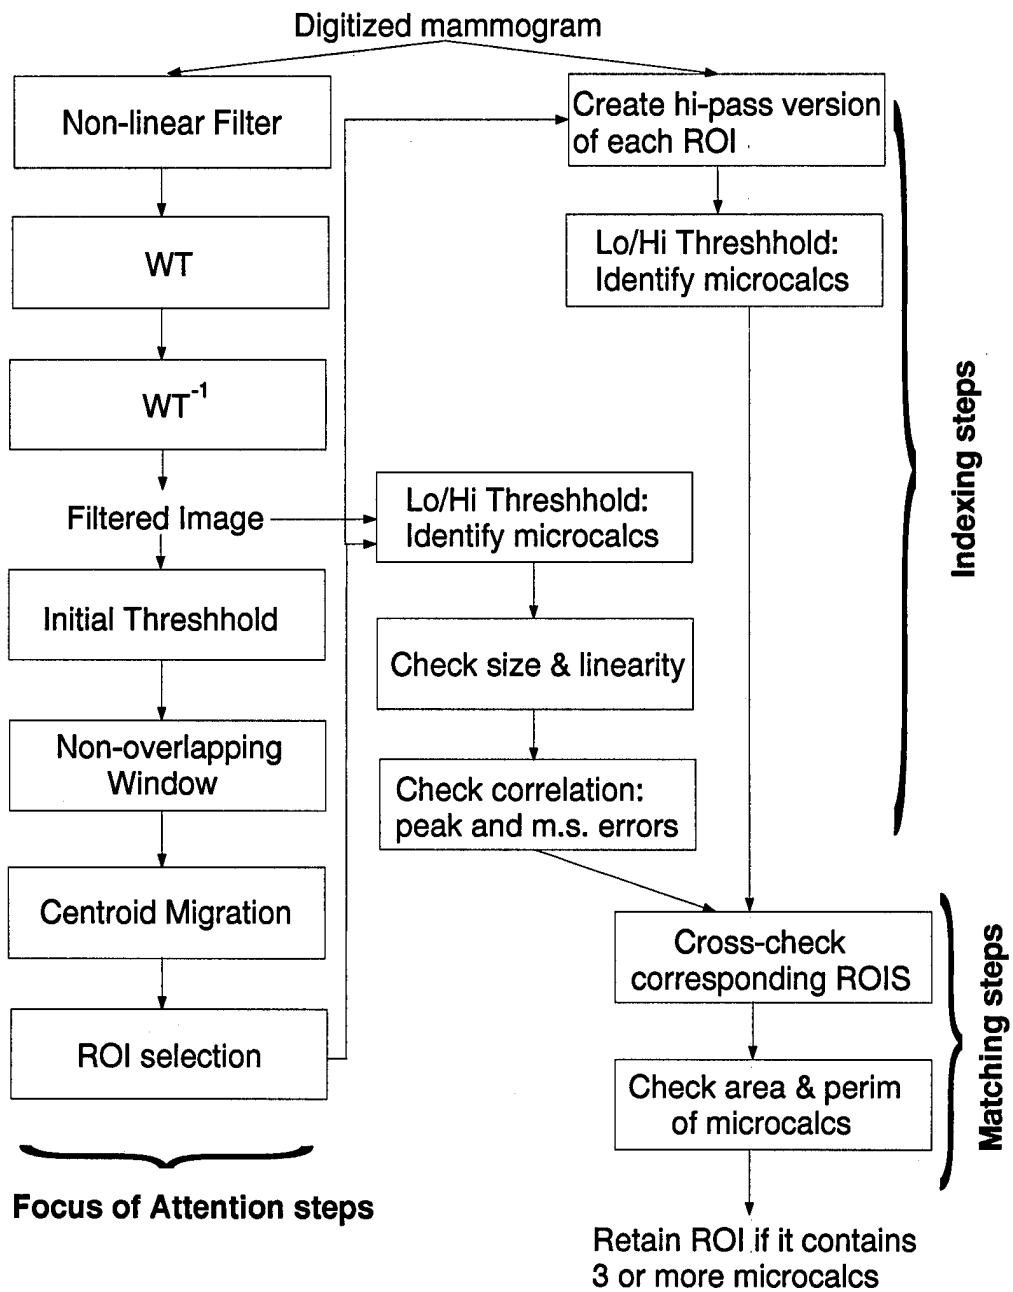 Digitized mammogram
Non-linear Filter
WT
WT⁻¹
Filtered Image
Initial Threshhold
Non-overlapping
Window
Centroid Migration
ROI selection
Focus of Attention steps
Lo/Hi Threshhold:
Identify microcalcs
Check size & linearity
Check correlation:
peak and m.s. errors
Create hi-pass version
of each ROI
Lo/Hi Threshhold:
Identify microcalcs
Indexing steps
Cross-check
corresponding ROIS
Check area & perim
of microcalcs
Matching steps
Retain ROI if it contains
3 or more microcalcs